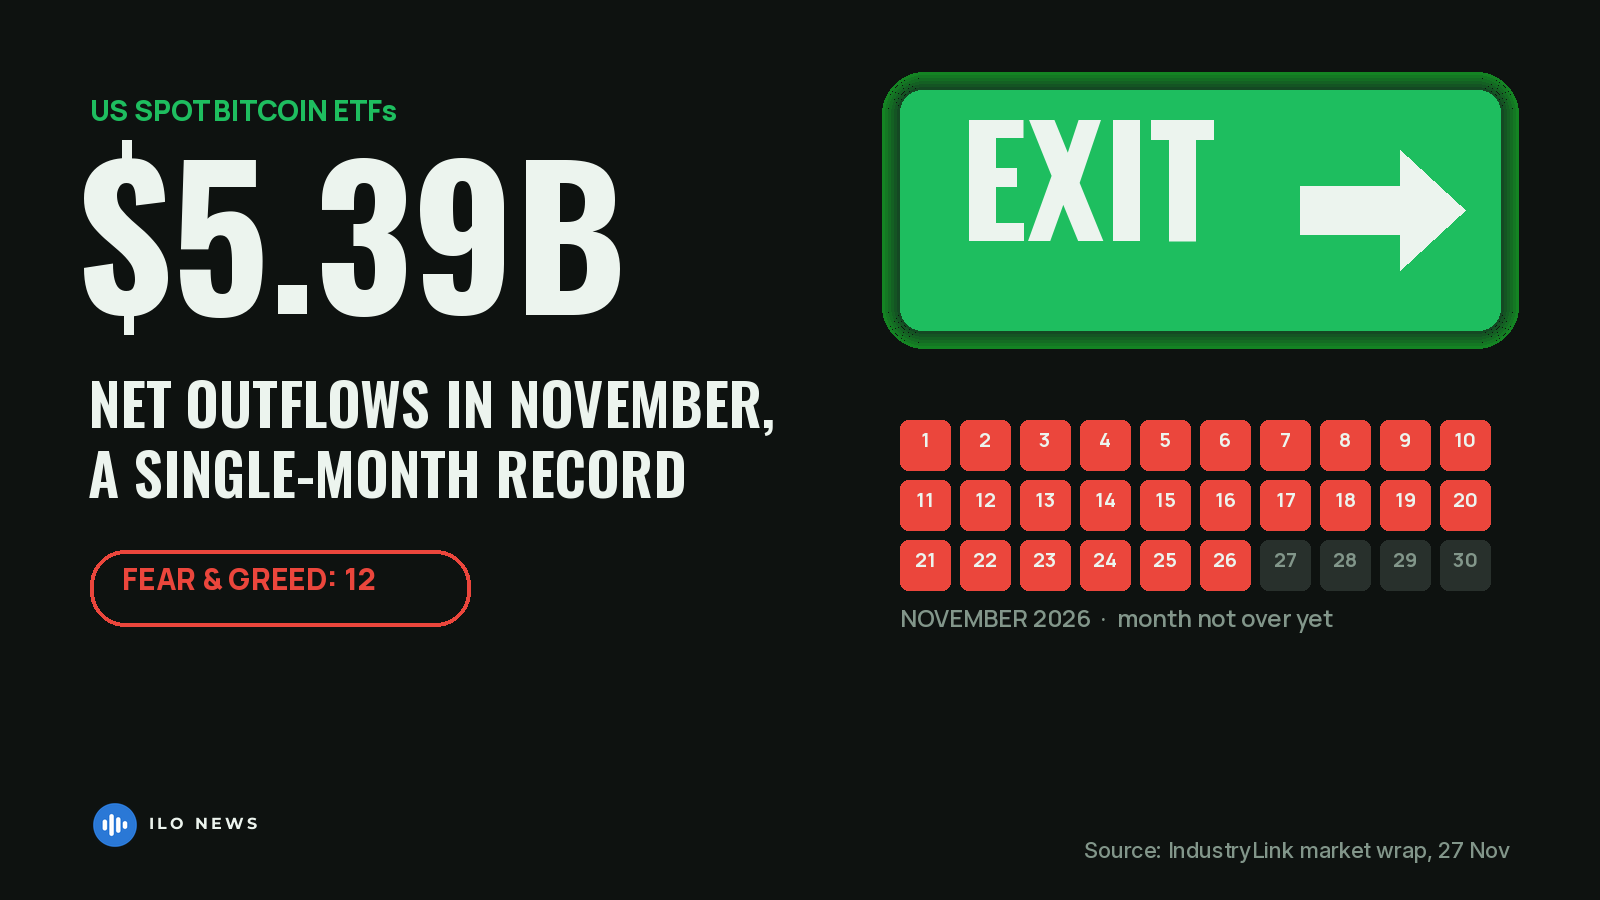 US SPOT BITCOIN ETFs
$5.39B
NET OUTFLOWS IN NOVEMBER,
A SINGLE-MONTH RECORD
FEAR & GREED: 12
EXIT
1 2 3 4 5 6 7 8 9 10
11 12 13 14 15 16 17 18 19 20
21 22 23 24 25 26 27 28 29 30
NOVEMBER 2026 · month not over yet
ILO NEWS
Source: IndustryLink market wrap, 27 Nov